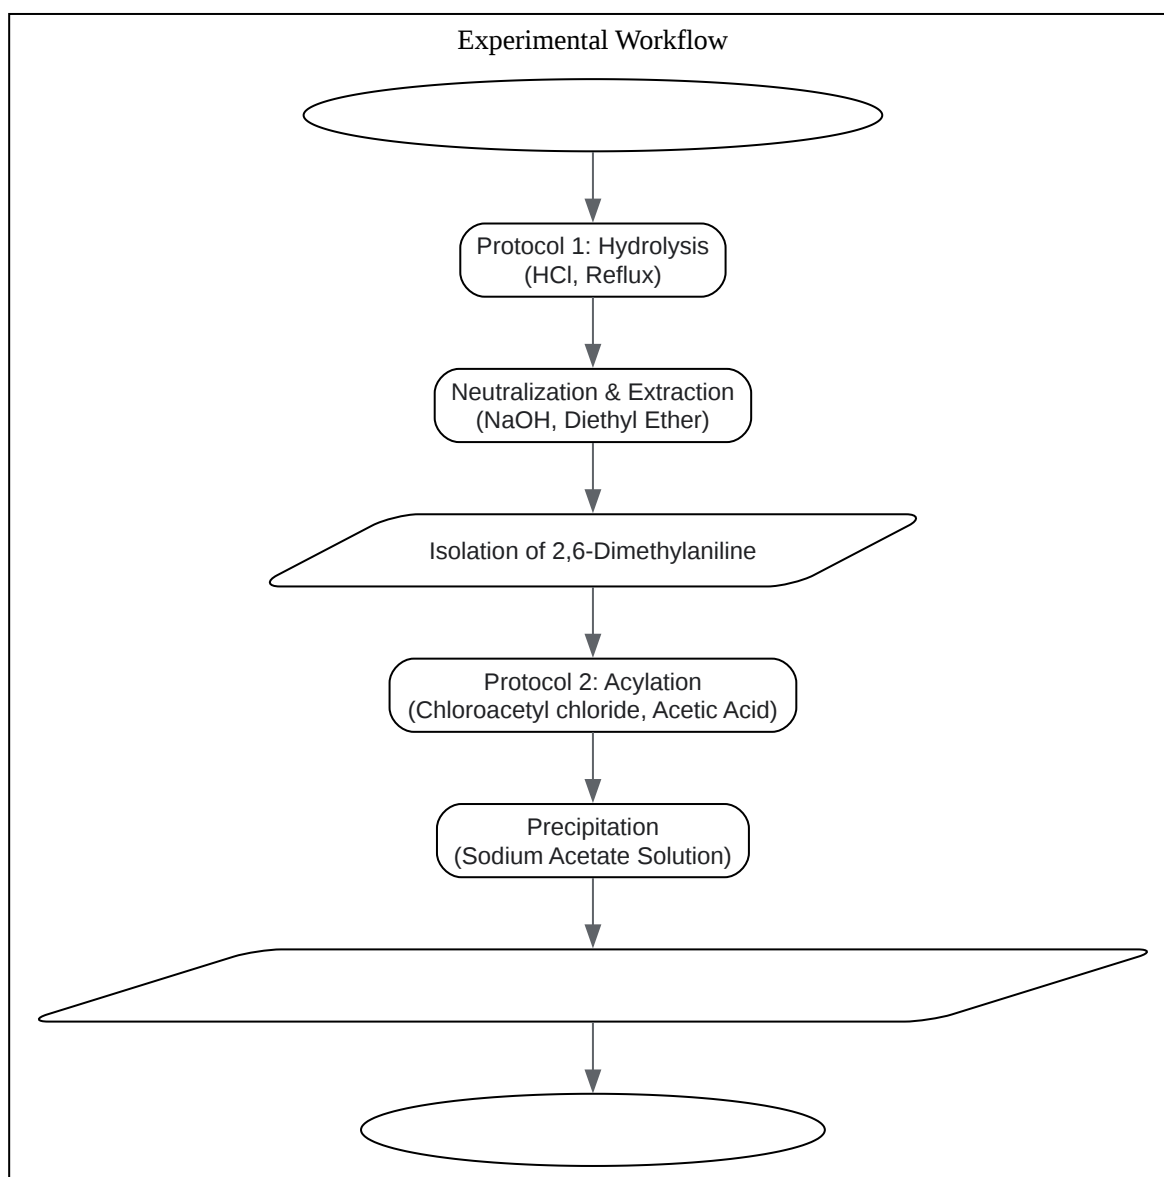 Experimental Workflow
Protocol 1: Hydrolysis
(HCl, Reflux)
Neutralization & Extraction
(NaOH, Diethyl Ether)
Isolation of 2,6-Dimethylaniline
Protocol 2: Acylation
(Chloroacetyl chloride, Acetic Acid)
Precipitation
(Sodium Acetate Solution)